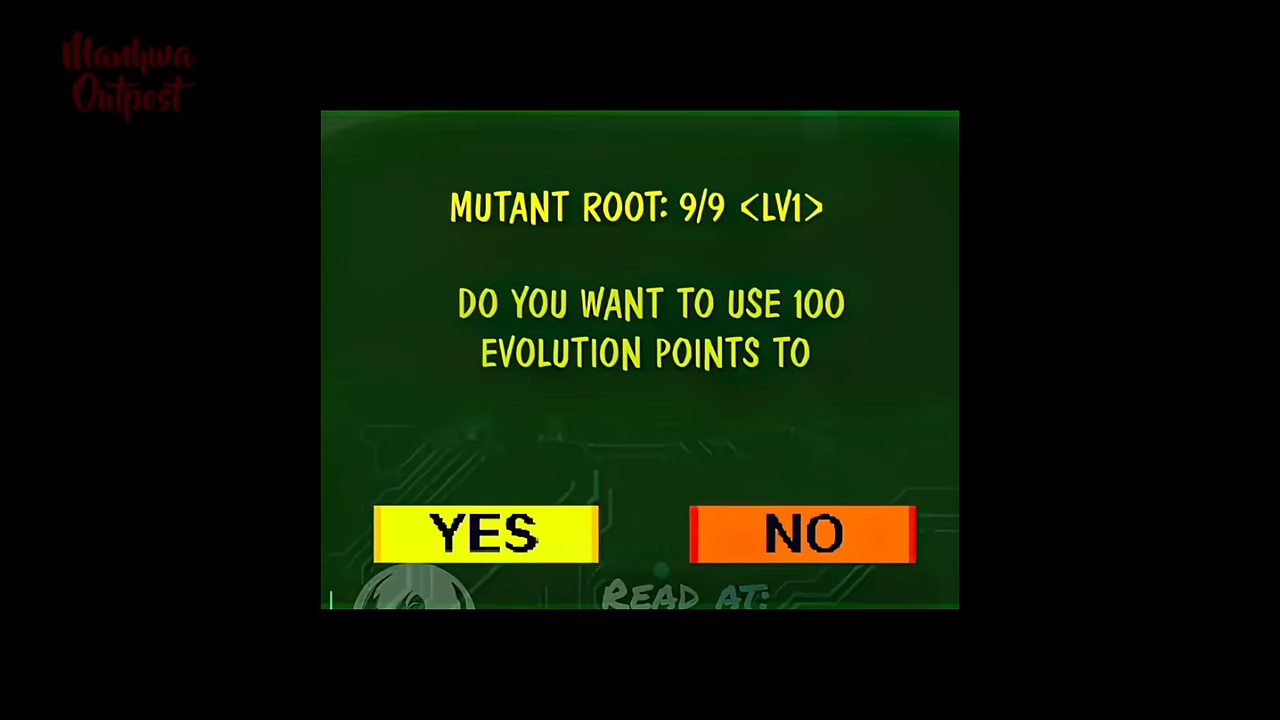 Manhwa
Outpost
MUTANT ROOT: 9/9 <LV1>
DO YOU WANT TO USE 100
EVOLUTION POINTS TO
YES
NO
READ AT: